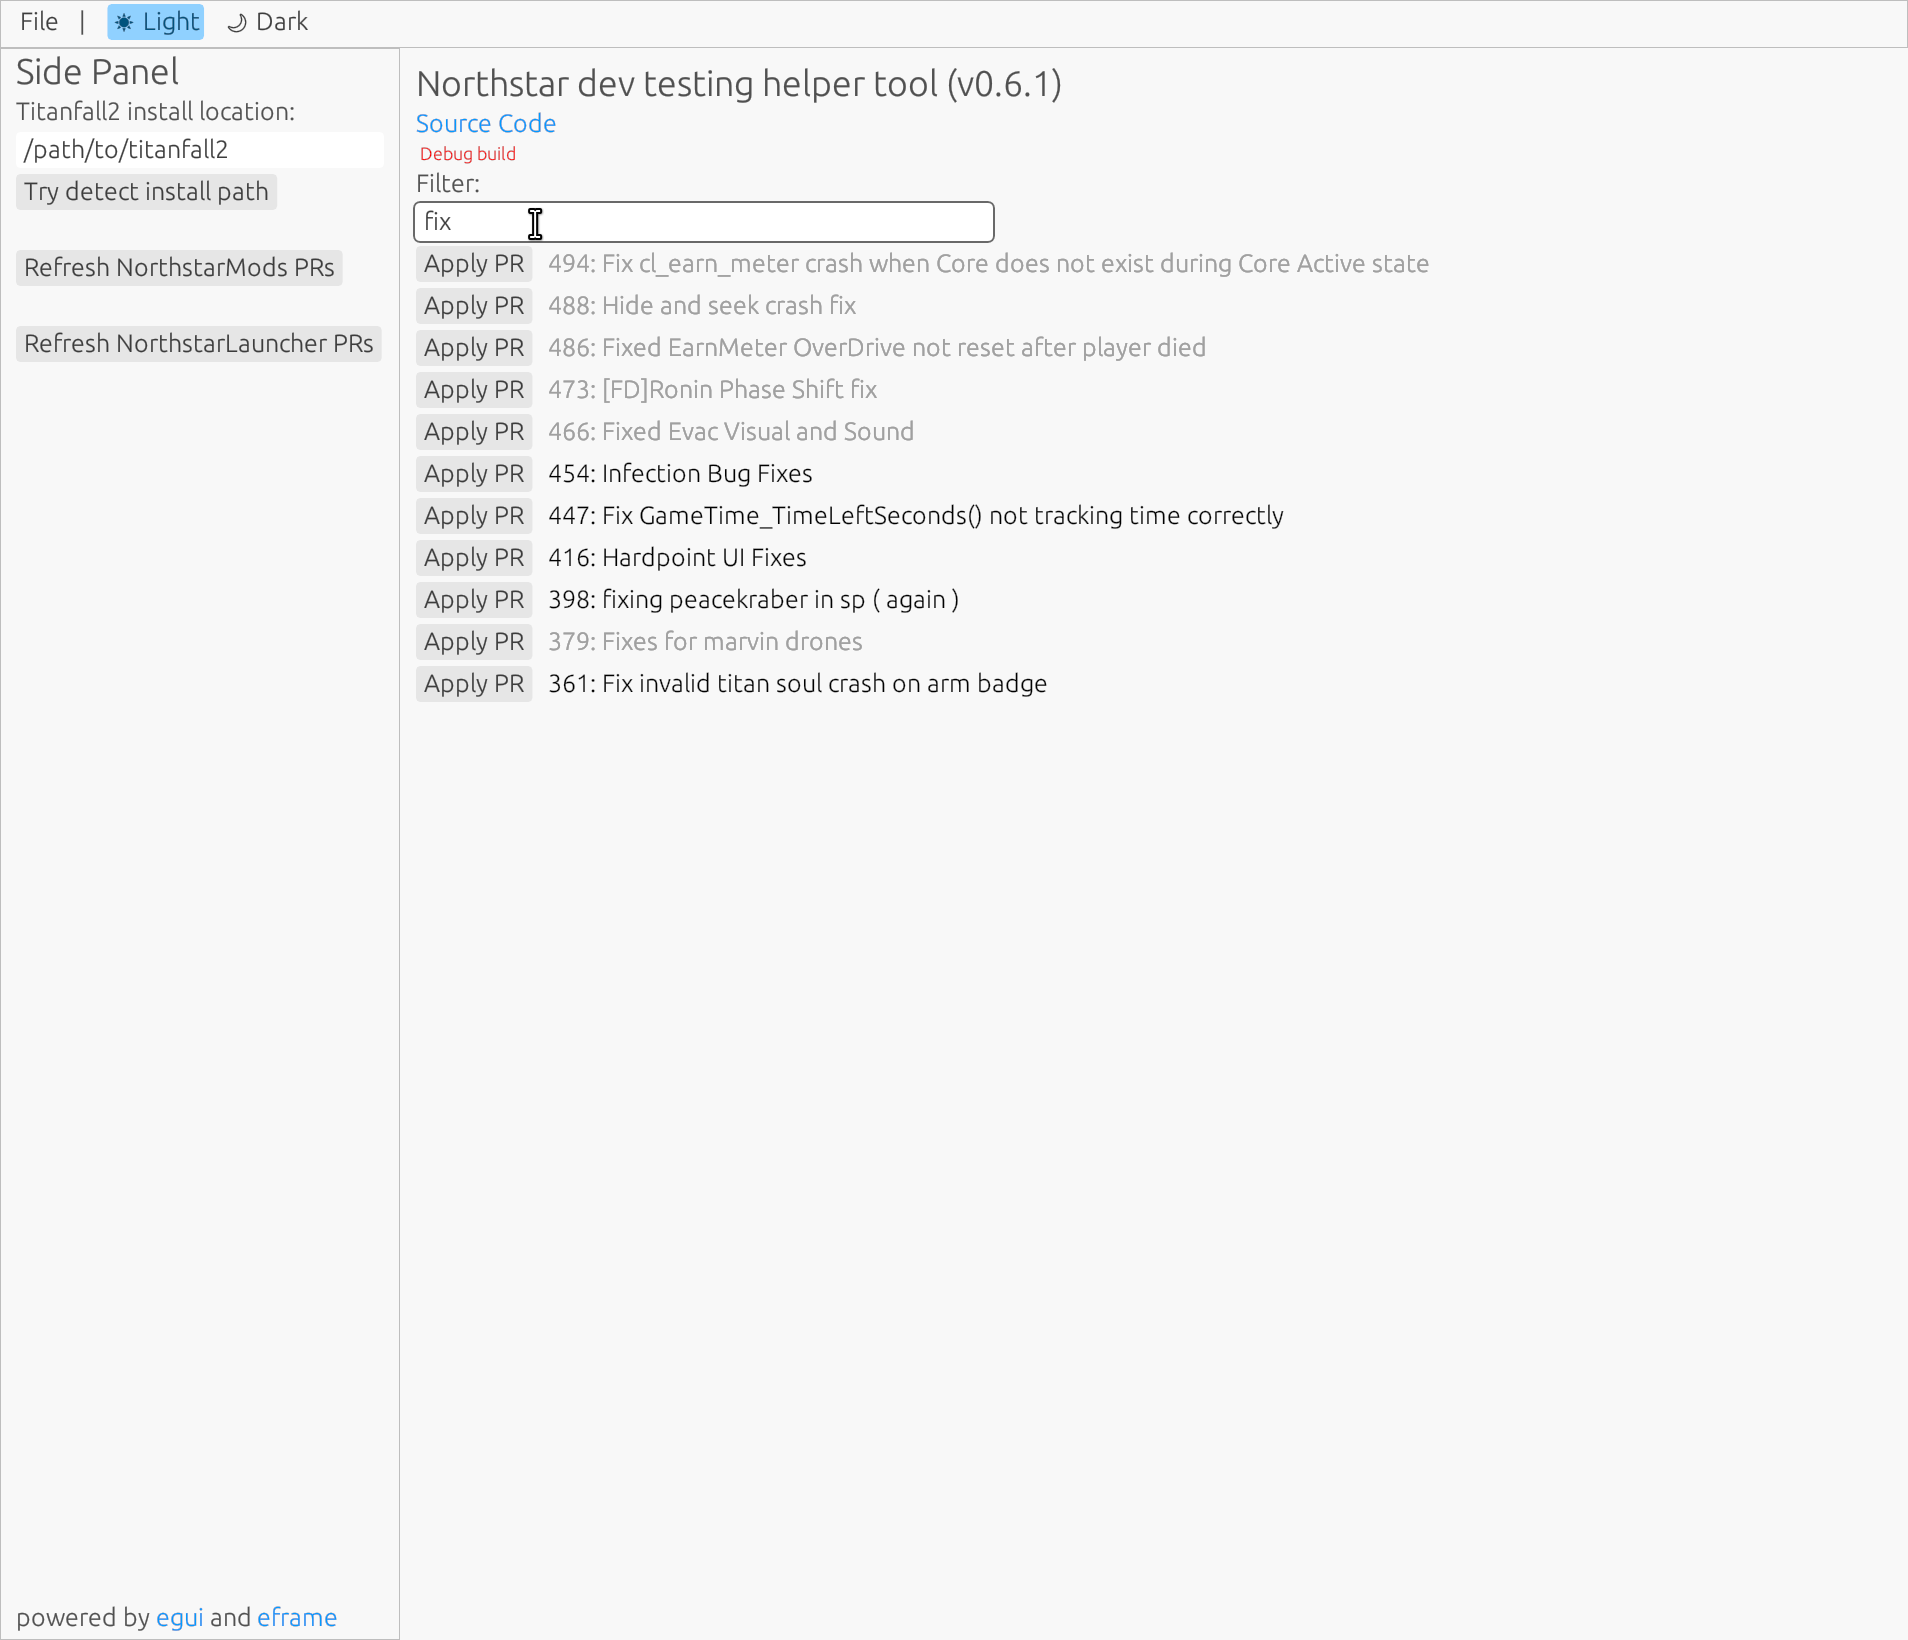 File | Light Dark
Side Panel
Titanfall2 install location:
/path/to/titanfall2
Try detect install path
Refresh NorthstarMods PRs
Refresh NorthstarLauncher PRs
powered by egui and eframe
Northstar dev testing helper tool (v0.6.1)
Source Code
Debug build
Filter:
fix
Apply PR 494: Fix cl_earn_meter crash when Core does not exist during Core Active state
Apply PR 488: Hide and seek crash fix
Apply PR 486: Fixed EarnMeter OverDrive not reset after player died
Apply PR 473: [FD]Ronin Phase Shift fix
Apply PR 466: Fixed Evac Visual and Sound
Apply PR 454: Infection Bug Fixes
Apply PR 447: Fix GameTime_TimeLeftSeconds() not tracking time correctly
Apply PR 416: Hardpoint UI Fixes
Apply PR 398: fixing peacekraber in sp ( again )
Apply PR 379: Fixes for marvin drones
Apply PR 361: Fix invalid titan soul crash on arm badge